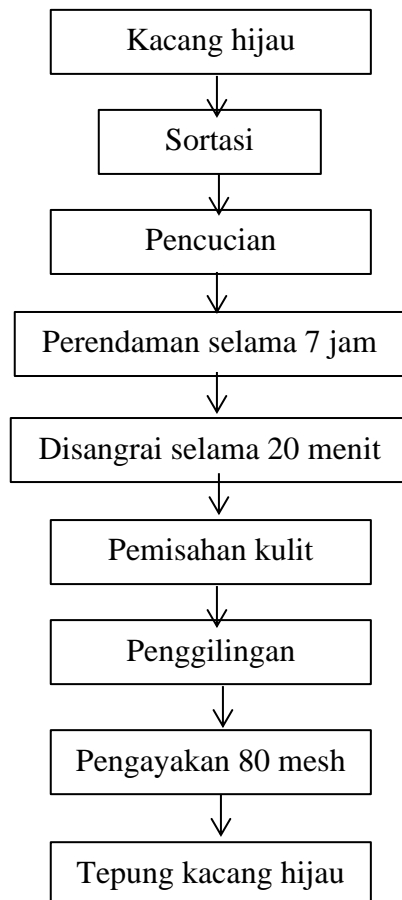 Kacang hijau
Sortasi
Pencucian
Perendaman selama 7 jam
Disangrai selama 20 menit
Pemisahan kulit
Penggilingan
Pengayakan 80 mesh
Tepung kacang hijau